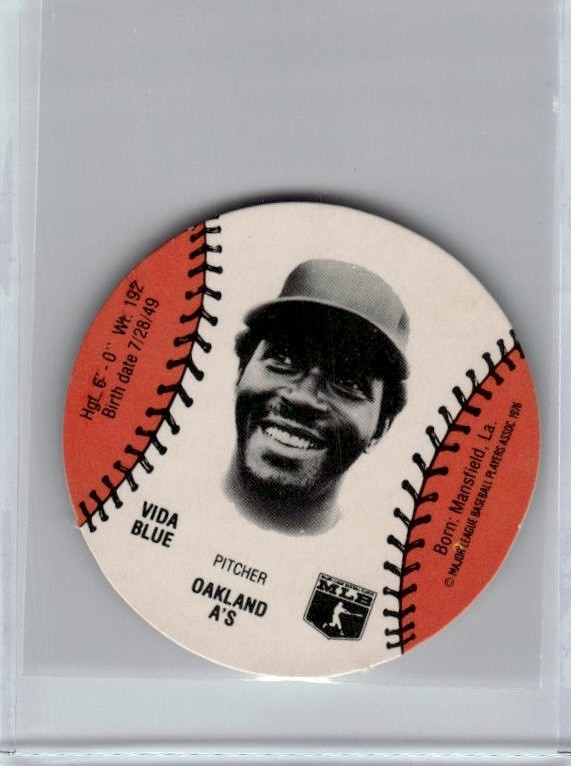 Hgt. 6'-0" Wt. 192
Birth date 7/28/49
VIDA
BLUE
PITCHER
OAKLAND
A'S
MLB
Born: Mansfield, La.
© MAJOR LEAGUE BASEBALL PLAYERS ASSOC 1976